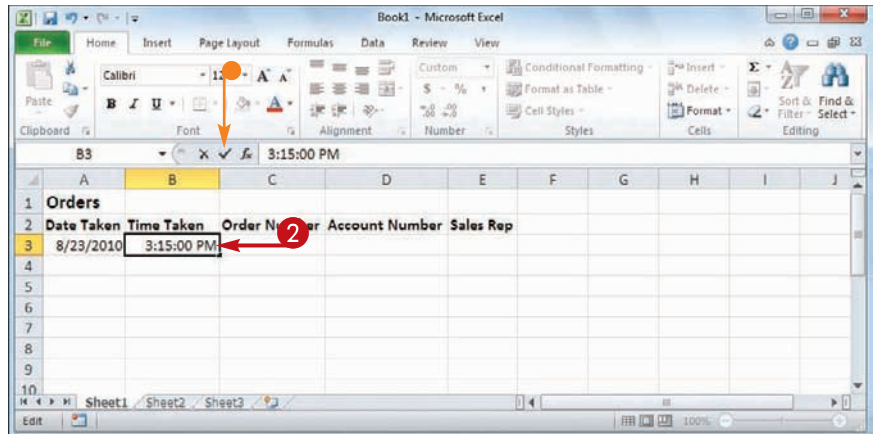 Book1 - Microsoft Excel
File Home Insert Page Layout Formulas Data Review View
Calibri 12 A A Custom Conditional Formatting Insert Σ
Paste B I U A $ % , Format as Table Delete Sort & Filter Find & Select
Cell Styles Format
Clipboard Font Alignment Number Styles Cells Editing
B3 fx 3:15:00 PM
A B C D E F G H I J
1 Orders
2 Date Taken Time Taken Order Number Account Number Sales Rep
3 8/23/2010 3:15:00 PM 2
4
5
6
7
8
9
10
Sheet1 Sheet2 Sheet3
Edit 100%